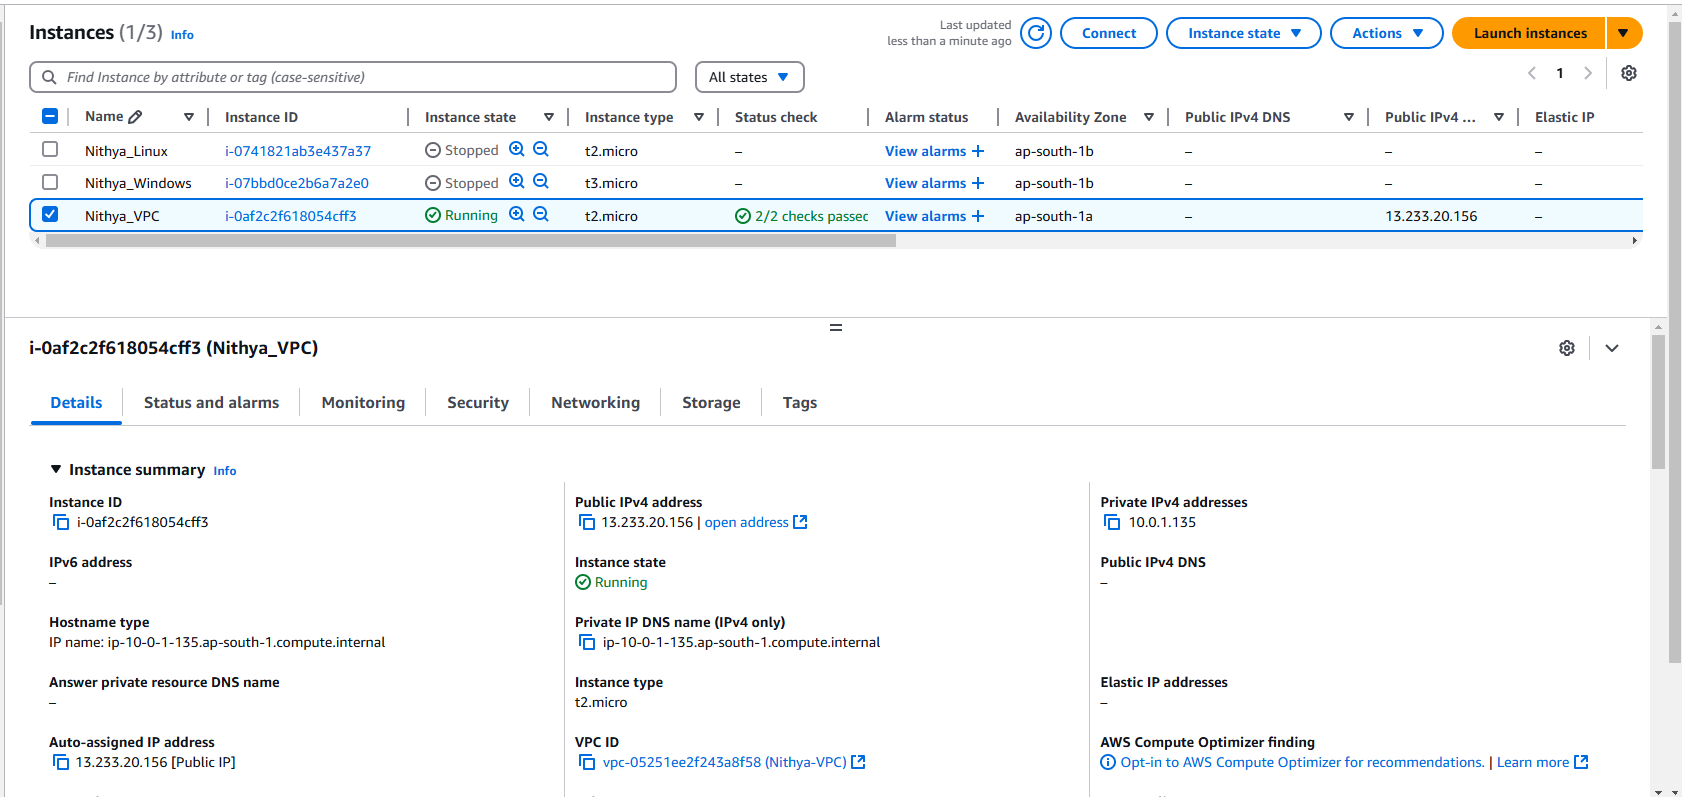 Instances (1/3) Info
Last updated
less than a minute ago
Connect
Instance state
Actions
Launch instances
Find Instance by attribute or tag (case-sensitive)
All states
1
Name Instance ID Instance state Instance type Status check Alarm status Availability Zone Public IPv4 DNS Public IPv4 ... Elastic IP
Nithya_Linux i-0741821ab3e437a37 Stopped t2.micro – View alarms + ap-south-1b – – –
Nithya_Windows i-07bbd0ce2b6a7a2e0 Stopped t3.micro – View alarms + ap-south-1b – – –
Nithya_VPC i-0af2c2f618054cff3 Running t2.micro 2/2 checks passec View alarms + ap-south-1a – 13.233.20.156 –
i-0af2c2f618054cff3 (Nithya_VPC)
Details Status and alarms Monitoring Security Networking Storage Tags
Instance summary Info
Instance ID
i-0af2c2f618054cff3
Public IPv4 address
13.233.20.156 | open address
Private IPv4 addresses
10.0.1.135
IPv6 address
–
Instance state
Running
Public IPv4 DNS
–
Hostname type
IP name: ip-10-0-1-135.ap-south-1.compute.internal
Private IP DNS name (IPv4 only)
ip-10-0-1-135.ap-south-1.compute.internal
Answer private resource DNS name
–
Instance type
t2.micro
Elastic IP addresses
–
Auto-assigned IP address
13.233.20.156 [Public IP]
VPC ID
vpc-05251ee2f243a8f58 (Nithya-VPC)
AWS Compute Optimizer finding
Opt-in to AWS Compute Optimizer for recommendations. | Learn more